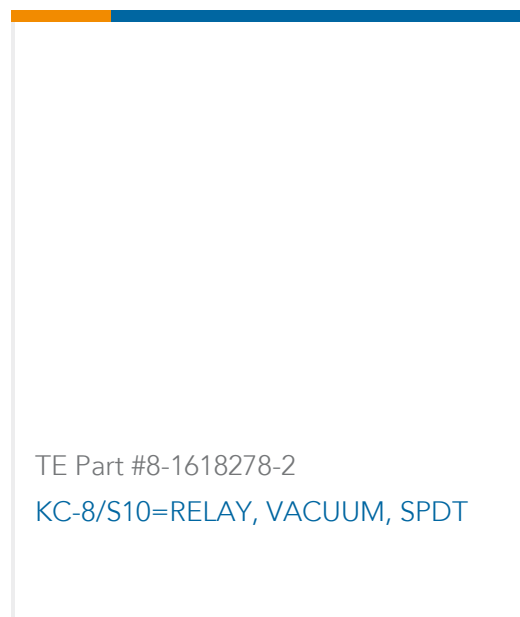 TE Part #8-1618278-2
KC-8/S10=RELAY, VACUUM, SPDT